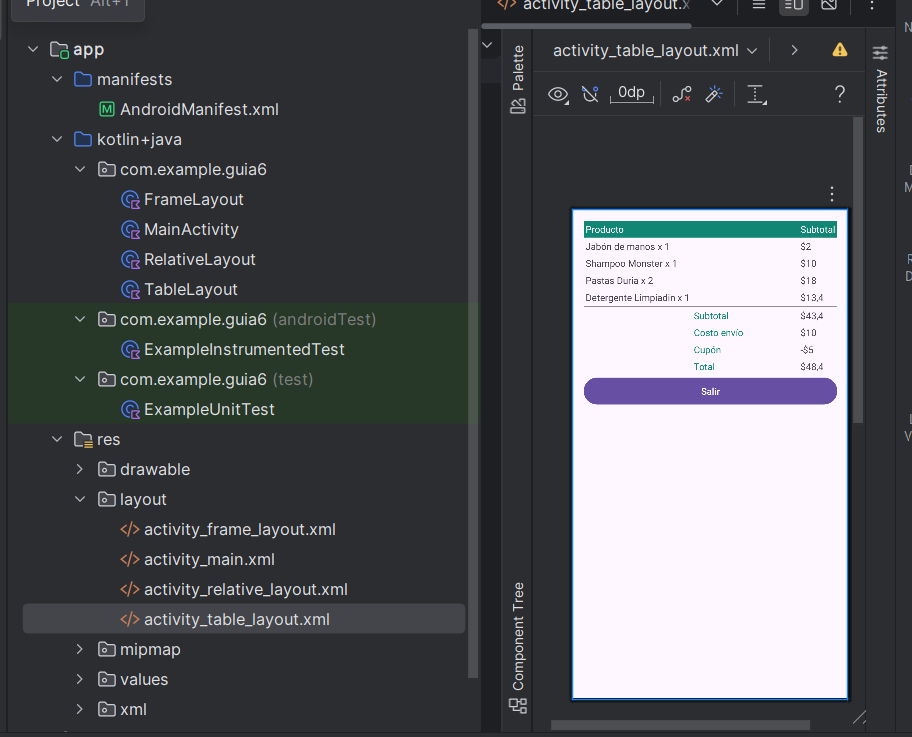 Project Alt+1
app
manifests
AndroidManifest.xml
kotlin+java
com.example.guia6
FrameLayout
MainActivity
RelativeLayout
TableLayout
com.example.guia6 (androidTest)
ExampleInstrumentedTest
com.example.guia6 (test)
ExampleUnitTest
res
drawable
layout
activity_frame_layout.xml
activity_main.xml
activity_relative_layout.xml
activity_table_layout.xml
mipmap
values
xml
activity_table_layout.x
Palette
Component Tree
activity_table_layout.xml
0dp
?
Attributes
Producto Subtotal
Jabón de manos x 1 $2
Shampoo Monster x 1 $10
Pastas Duria x 2 $18
Detergente Limpiadin x 1 $13,4
Subtotal $43,4
Costo envío $10
Cupón -$5
Total $48,4
Salir